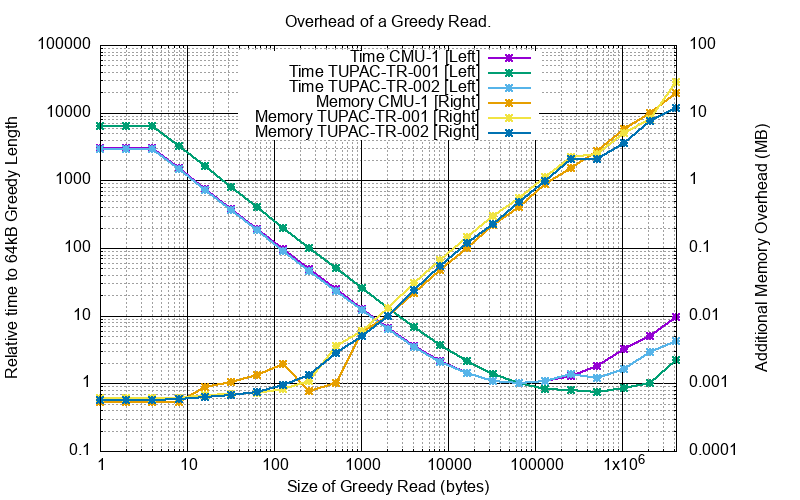 Overhead of a Greedy Read.
Relative time to 64kB Greedy Length
Additional Memory Overhead (MB)
100000
10000
1000
100
10
1
0.1
100
10
1
0.1
0.01
0.001
0.0001
Time CMU-1 [Left]
Time TUPAC-TR-001 [Left]
Time TUPAC-TR-002 [Left]
Memory CMU-1 [Right]
Memory TUPAC-TR-001 [Right]
Memory TUPAC-TR-002 [Right]
1 10 100 1000 10000 100000 1x10⁶
Size of Greedy Read (bytes)